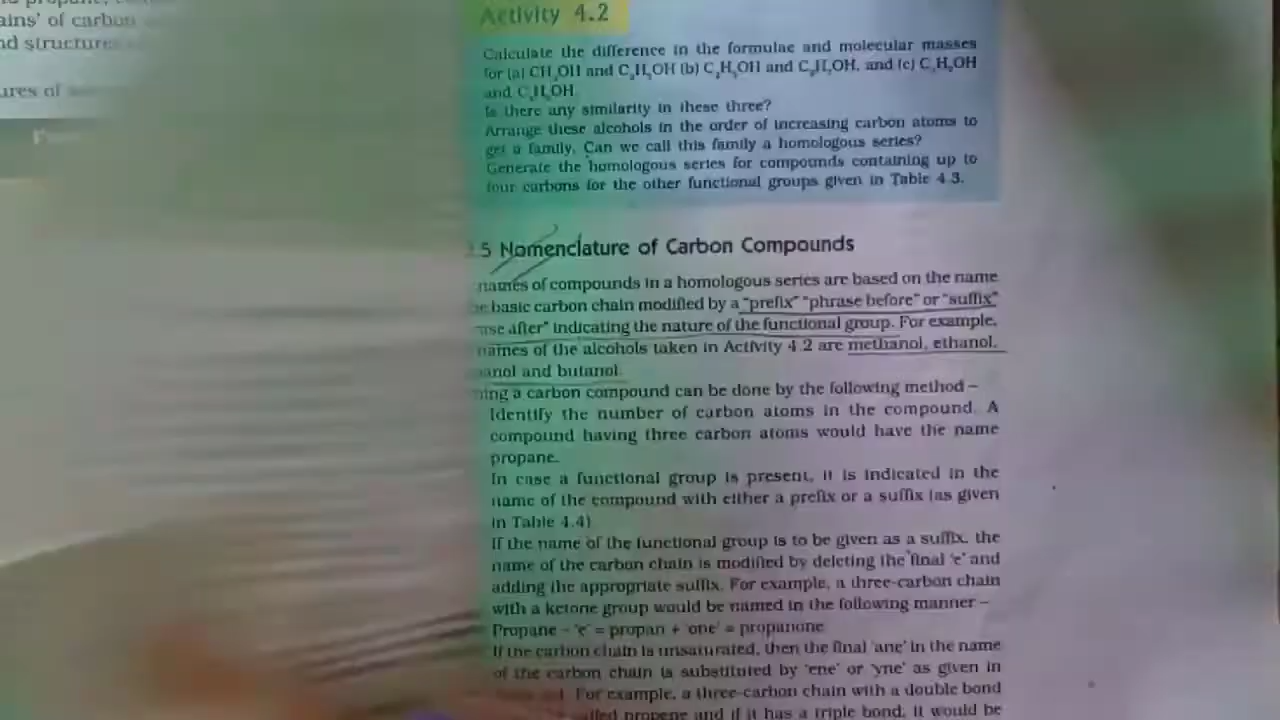 ains' of carbon
nd structures
ures of
Activity 4.2
Calculate the difference in the formulae and molecular masses
for (a) CH₃OH and C₂H₅OH (b) C₂H₅OH and C₃H₇OH, and (c) C₃H₇OH
and C₄H₉OH.
Is there any similarity in these three?
Arrange these alcohols in the order of increasing carbon atoms to
get a family. Can we call this family a homologous series?
Generate the homologous series for compounds containing up to
four carbons for the other functional groups given in Table 4.3.
.5 Nomenclature of Carbon Compounds
names of compounds in a homologous series are based on the name
basic carbon chain modified by a "prefix" "phrase before" or "suffix"
after" indicating the nature of the functional group. For example,
names of the alcohols taken in Activity 4.2 are methanol, ethanol,
anol and butanol.
ing a carbon compound can be done by the following method –
Identify the number of carbon atoms in the compound. A
compound having three carbon atoms would have the name
propane.
In case a functional group is present, it is indicated in the
name of the compound with either a prefix or a suffix (as given
in Table 4.4)
If the name of the functional group is to be given as a suffix, the
name of the carbon chain is modified by deleting the final 'e' and
adding the appropriate suffix. For example, a three-carbon chain
with a ketone group would be named in the following manner –
Propane – 'e' = propan + 'one' = propanone
If the carbon chain is unsaturated, then the final 'ane' in the name
of the carbon chain is substituted by 'ene' or 'yne' as given in
For example, a three-carbon chain with a double bond
propene and if it has a triple bond, it would be